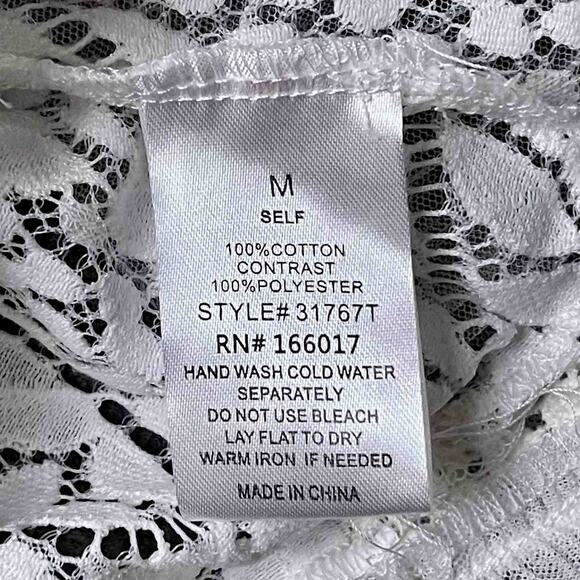 M
SELF
100%COTTON
CONTRAST
100%POLYESTER
STYLE# 31767T
RN# 166017
HAND WASH COLD WATER
SEPARATELY
DO NOT USE BLEACH
LAY FLAT TO DRY
WARM IRON IF NEEDED
MADE IN CHINA